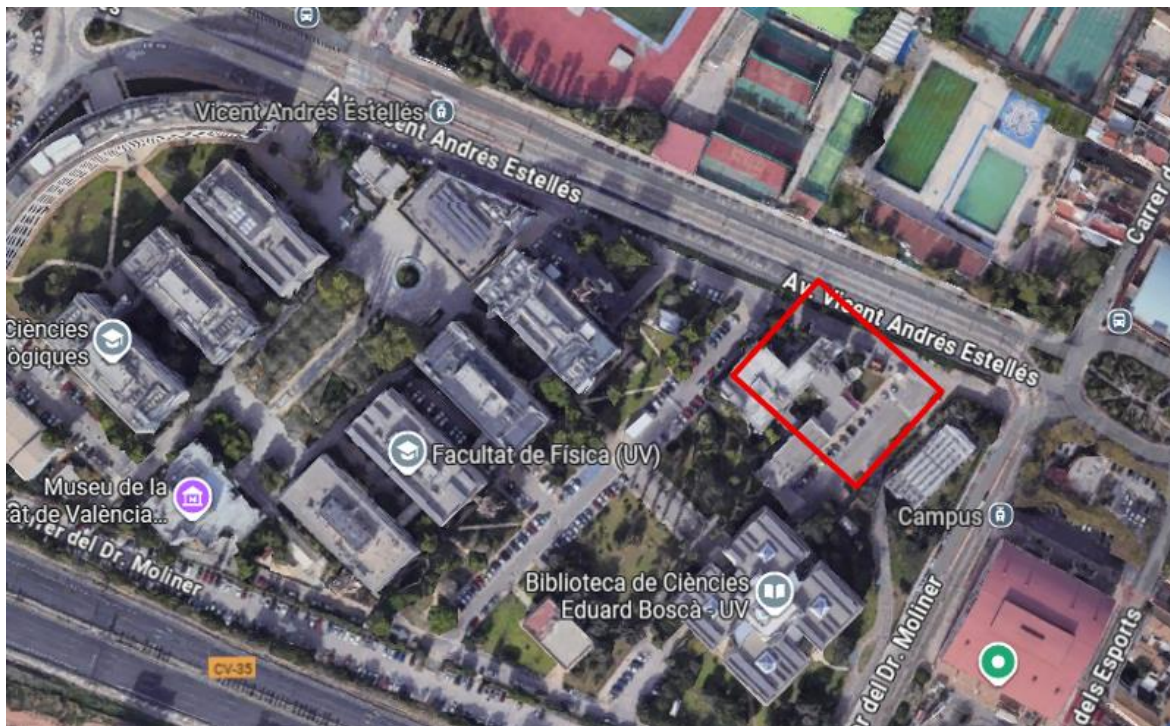 Vicent Andrés Estellés
Av. Vicent Andrés Estellés
Av. Vicent Andrés Estellés
Carrer d
Ciències
ògiques
Facultat de Física (UV)
Museu de la
tat de València...
er del Dr. Moliner
Campus
Biblioteca de Ciències
Eduard Boscà - UV
er del Dr. Moliner
dels Esports
CV-35